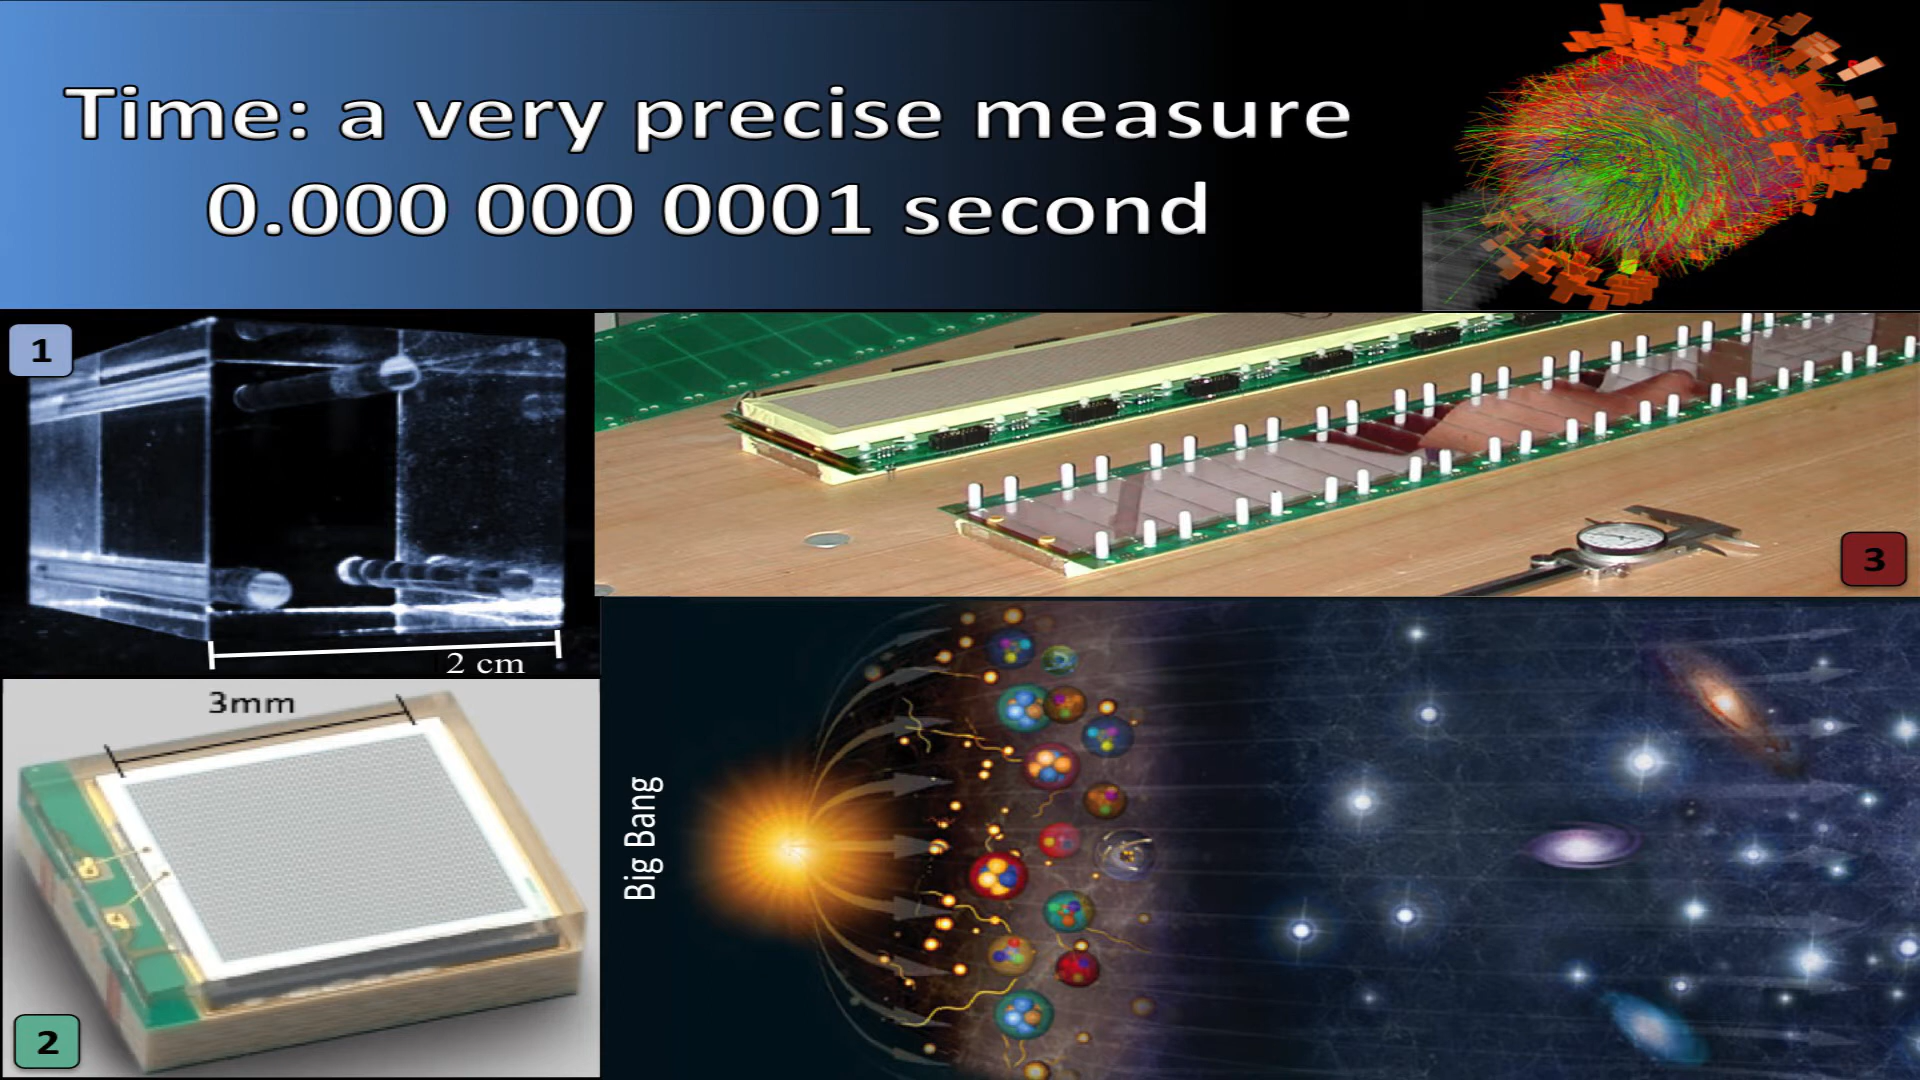 Time: a very precise measure
0.000 000 0001 second
1
2 cm
3
3mm
2
Big Bang